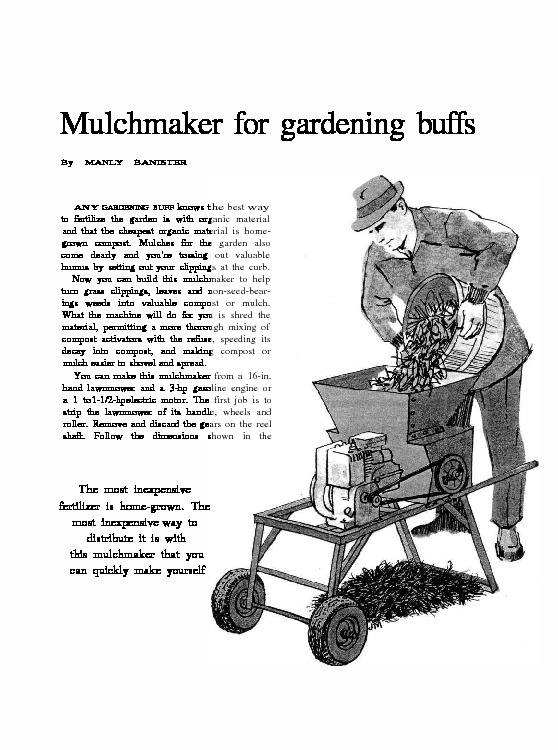 Mulchmaker for gardening buffs
By MANLY BANISTER
ANY GARDENING BUFF knows the best way
to fertilize the garden is with organic material
and that the cheapest organic material is home-
grown compost. Mulches for the garden also
come dearly and you're tossing out valuable
humus by setting out your clippings at the curb.
Now you can build this mulchmaker to help
turn grass clippings, leaves and non-seed-bear-
ings weeds into valuable compost or mulch.
What the machine will do for you is shred the
material, permitting a more thorough mixing of
compost activators with the refuse, speeding its
decay into compost, and making compost or
mulch easier to shovel and spread.
You can make this mulchmaker from a 16-in.
hand lawnmower and a 3-hp gasoline engine or
a 1 to1-1/2-hpelectric motor. The first job is to
strip the lawnmower of its handle, wheels and
roller. Remove and discard the gears on the reel
shaft. Follow the dimensions shown in the
The most inexpensive
fertilizer is home-grown. The
most inexpensive way to
distribute it is with
this mulchmaker that you
can quickly make yourself